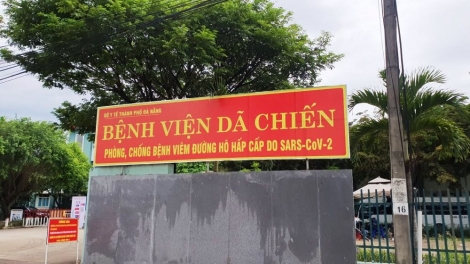 SỞ Y TẾ THÀNH PHỐ ĐÀ NẴNG
BỆNH VIỆN DÃ CHIẾN
PHÒNG, CHỐNG BỆNH VIÊM ĐƯỜNG HÔ HẤP CẤP DO SARS-CoV-2
16